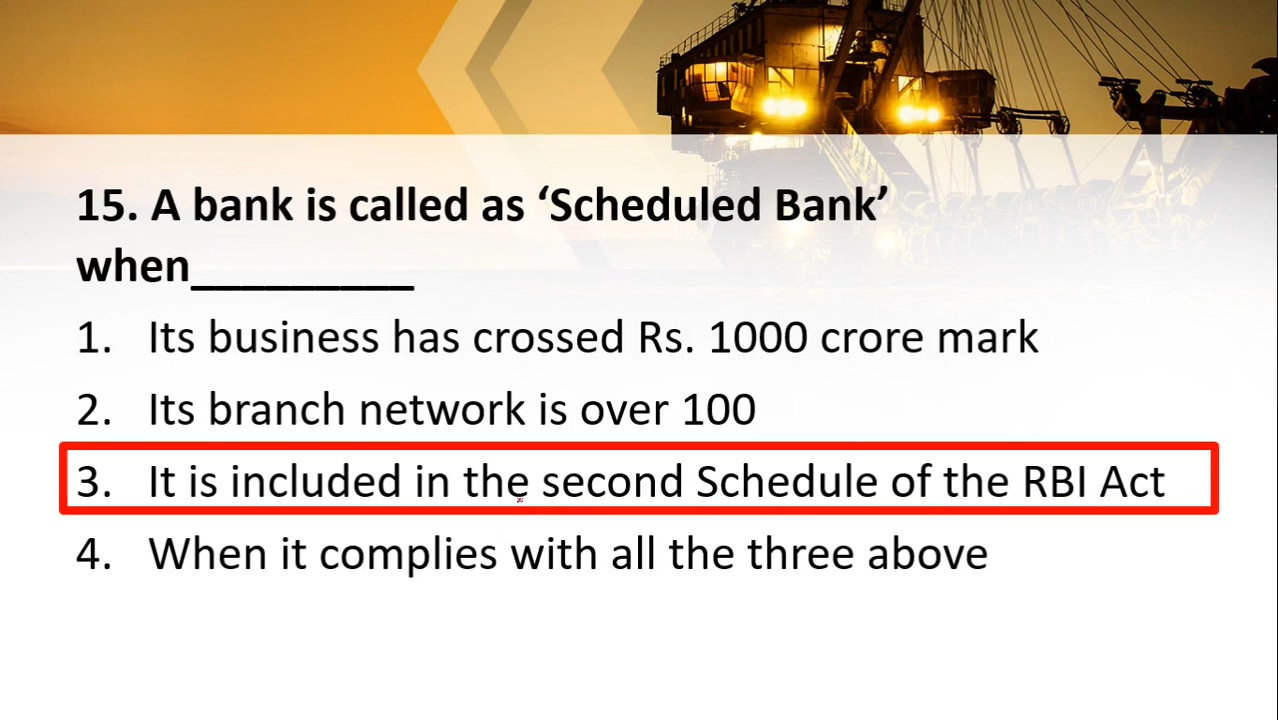 15. A bank is called as ‘Scheduled Bank’
when_________
1. Its business has crossed Rs. 1000 crore mark
2. Its branch network is over 100
3. It is included in the second Schedule of the RBI Act
4. When it complies with all the three above